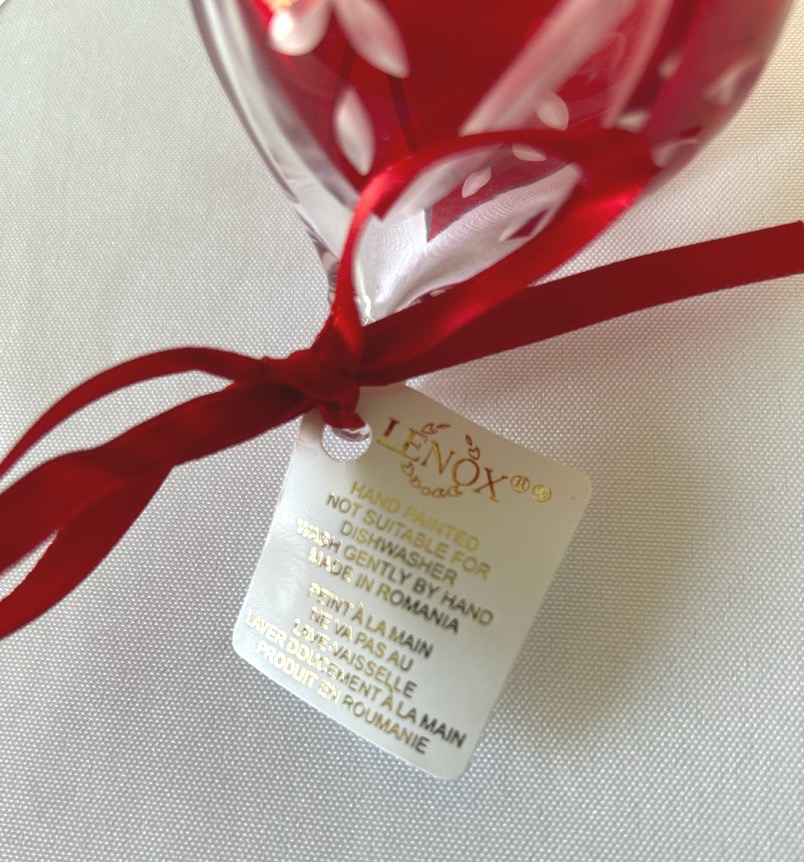 LENOX®©
HAND PAINTED
NOT SUITABLE FOR
DISHWASHER
WASH GENTLY BY HAND
MADE IN ROMANIA
PEINT À LA MAIN
NE VA PAS AU
LAVE-VAISSELLE
LAVER DOUCEMENT À LA MAIN
PRODUIT EN ROUMANIE